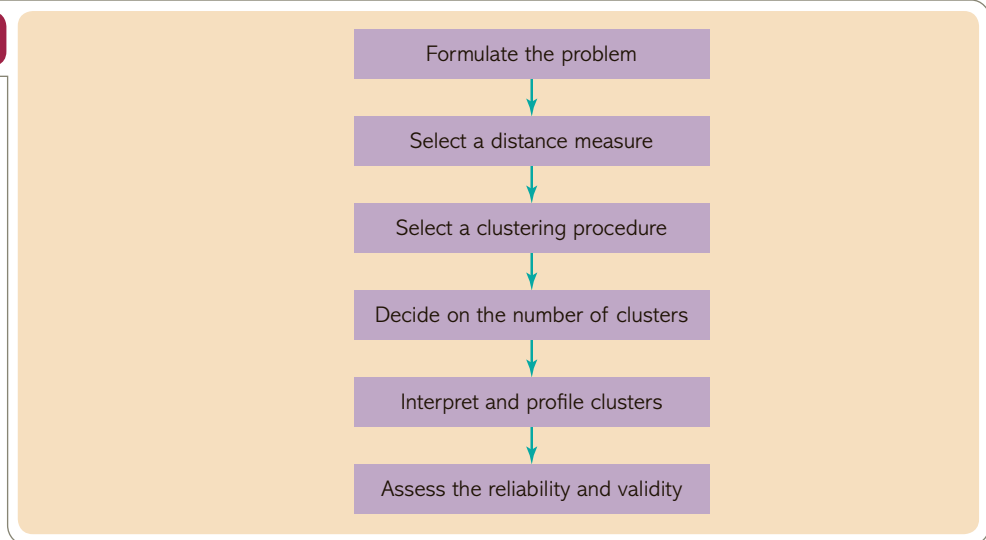 Formulate the problem
Select a distance measure
Select a clustering procedure
Decide on the number of clusters
Interpret and profile clusters
Assess the reliability and validity